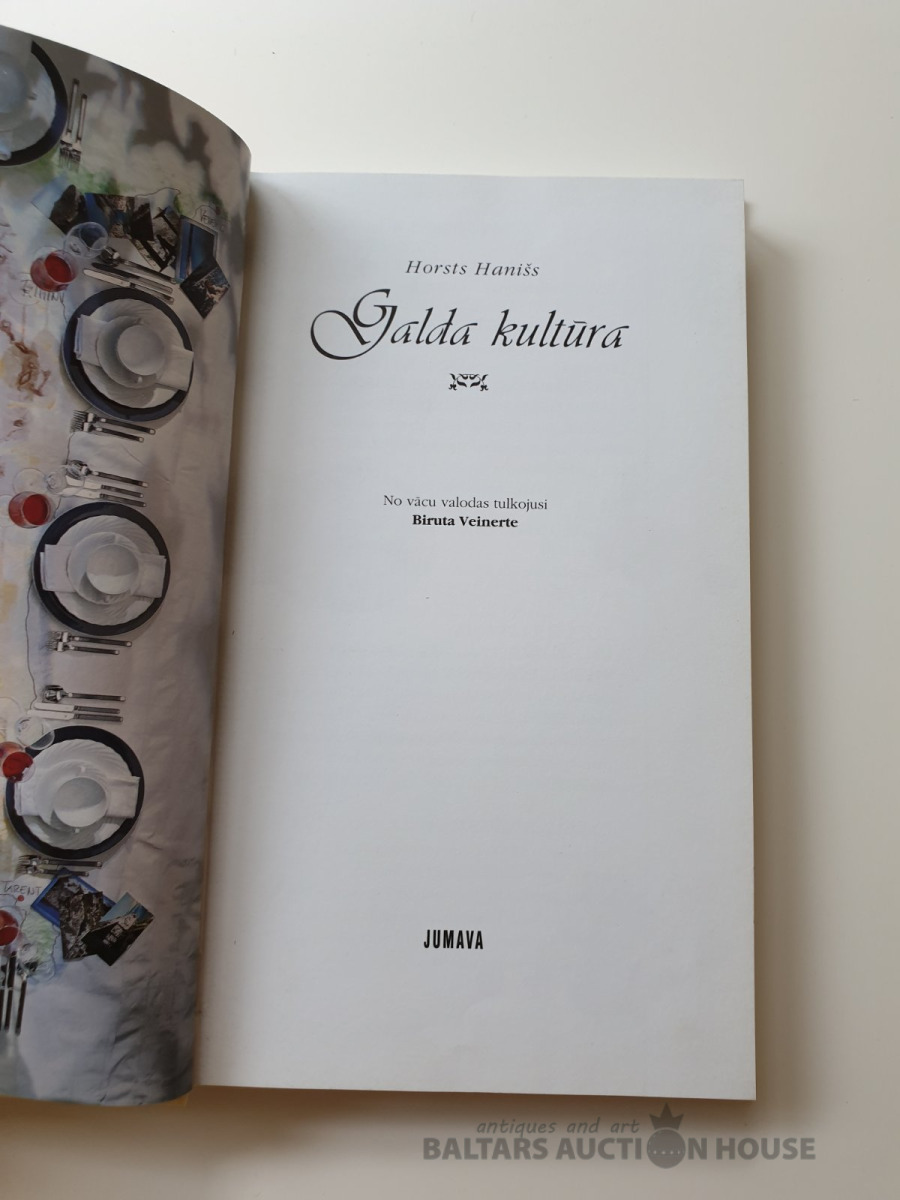 Horsts Hanišs
Galda kultūra
No vācu valodas tulkojusi
Biruta Veinerte
JUMAVA
antiques and art
BALTARS AUCTION HOUSE